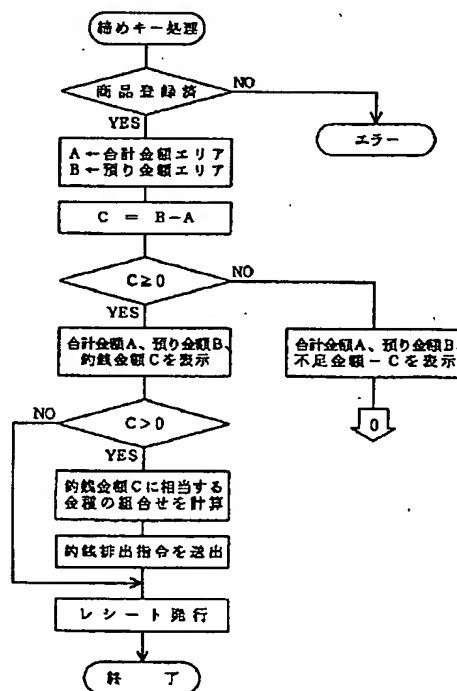 締めキー処理
商品登録済
NO
YES
エラー
A←合計金額エリア
B←預り金額エリア
C = B-A
C≧0
NO
YES
合計金額A、預り金額B、
釣銭金額Cを表示
合計金額A、預り金額B、
不足金額-Cを表示
NO
C>0
0
YES
釣銭金額Cに相当する
金種の組合せを計算
釣銭排出指令を送出
レシート発行
終 了